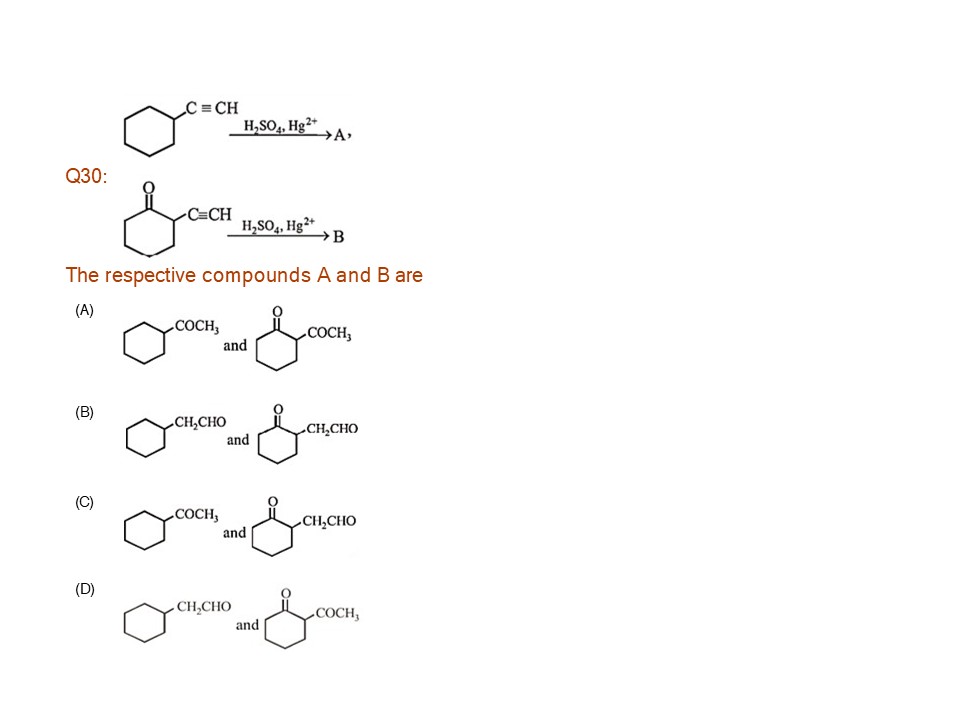 C ≡ CH
H₂SO₄, Hg²⁺
A,
Q30:
O
C≡CH
H₂SO₄, Hg²⁺
B
The respective compounds A and B are
(A)
COCH₃
and
O
COCH₃
(B)
CH₂CHO
and
O
CH₂CHO
(C)
COCH₃
and
O
CH₂CHO
(D)
CH₂CHO
and
O
COCH₃